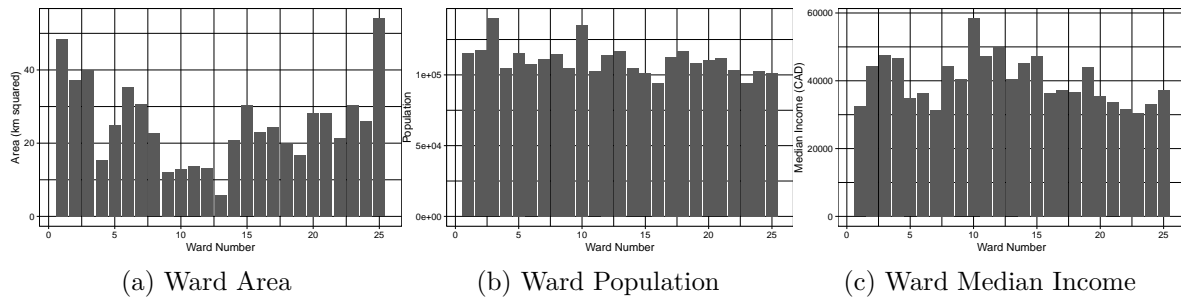 Area (km squared)
40
20
0
0 5 10 15 20 25
Ward Number
(a) Ward Area
Population
1e+05
5e+04
0e+00
0 5 10 15 20 25
Ward Number
(b) Ward Population
Median Income (CAD)
60000
40000
20000
0
0 5 10 15 20 25
Ward Number
(c) Ward Median Income